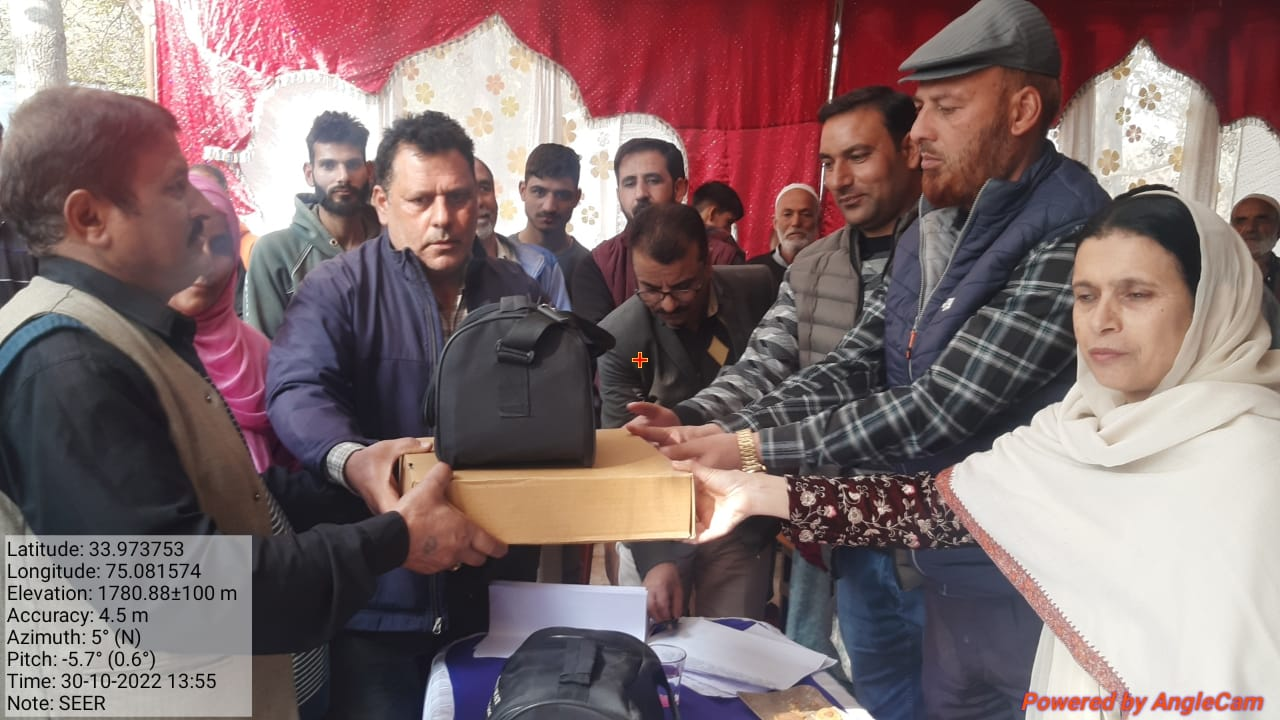 Latitude: 33.973753
Longitude: 75.081574
Elevation: 1780.88±100 m
Accuracy: 4.5 m
Azimuth: 5° (N)
Pitch: -5.7° (0.6°)
Time: 30-10-2022 13:55
Note: SEER
Powered by AngleCam